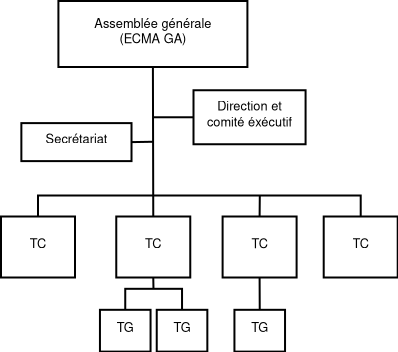 Assemblée générale
(ECMA GA)
Direction et
comité éxécutif
Secrétariat
TC
TC
TC
TC
TG
TG
TG